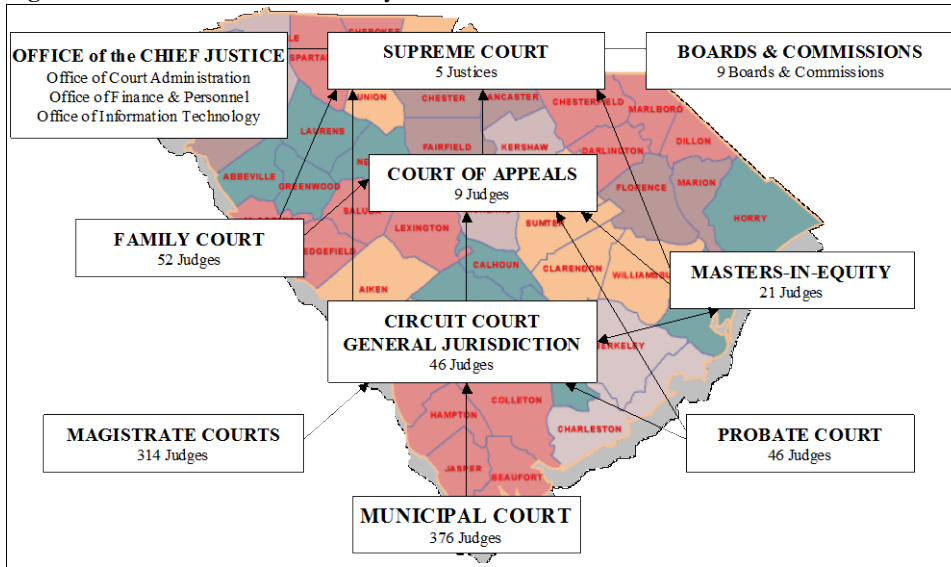 OFFICE of the CHIEF JUSTICE
Office of Court Administration
Office of Finance & Personnel
Office of Information Technology
SUPREME COURT
5 Justices
BOARDS & COMMISSIONS
9 Boards & Commissions
SPARTAN
UNION
CHESTER
LANCASTER
CHESTERFIELD
MARLBORO
DILLON
LAURENS
FAIRFIELD
KERSHAW
DARLINGTON
ABBEVILLE
GREENWOOD
COURT OF APPEALS
9 Judges
FLORENCE
MARION
HORRY
SALUDA
LEXINGTON
SUMTER
FAMILY COURT
52 Judges
EDGEFIELD
CALHOUN
CLARENDON
WILLIAMSBU
MASTERS-IN-EQUITY
21 Judges
AIKEN
CIRCUIT COURT
GENERAL JURISDICTION
46 Judges
BERKELEY
MAGISTRATE COURTS
314 Judges
HAMPTON
COLLETON
CHARLESTON
PROBATE COURT
46 Judges
JASPER
BEAUFORT
MUNICIPAL COURT
376 Judges